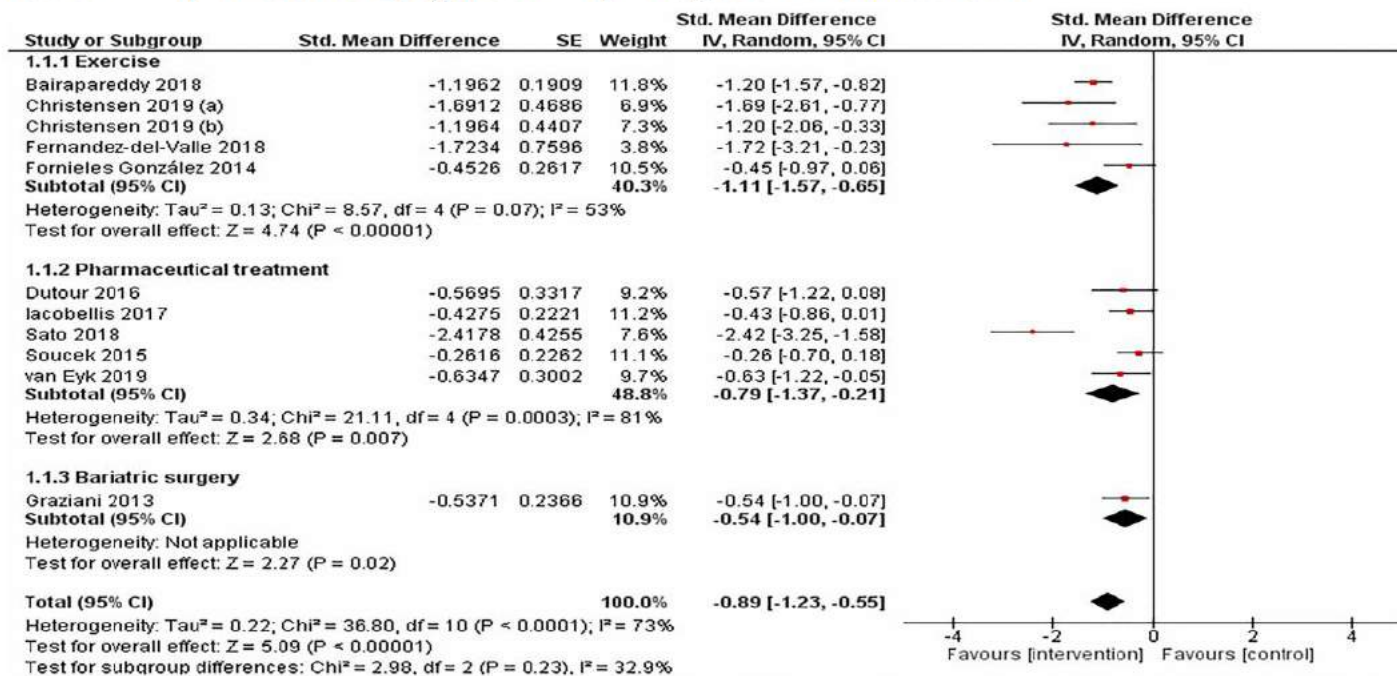 Std. Mean Difference Std. Mean Difference
Study or Subgroup Std. Mean Difference SE Weight IV, Random, 95% CI IV, Random, 95% CI
1.1.1 Exercise
Bairapareddy 2018 -1.1962 0.1909 11.8% -1.20 [-1.57, -0.82]
Christensen 2019 (a) -1.6912 0.4686 6.9% -1.69 [-2.61, -0.77]
Christensen 2019 (b) -1.1964 0.4407 7.3% -1.20 [-2.06, -0.33]
Fernandez-del-Valle 2018 -1.7234 0.7596 3.8% -1.72 [-3.21, -0.23]
Fornieles González 2014 -0.4526 0.2617 10.5% -0.45 [-0.97, 0.06]
Subtotal (95% CI) 40.3% -1.11 [-1.57, -0.65]
Heterogeneity: Tau² = 0.13; Chi² = 8.57, df = 4 (P = 0.07); I² = 53%
Test for overall effect: Z = 4.74 (P < 0.00001)
1.1.2 Pharmaceutical treatment
Dutour 2016 -0.5695 0.3317 9.2% -0.57 [-1.22, 0.08]
Iacobellis 2017 -0.4275 0.2221 11.2% -0.43 [-0.86, 0.01]
Sato 2018 -2.4178 0.4255 7.6% -2.42 [-3.25, -1.58]
Soucek 2015 -0.2616 0.2262 11.1% -0.26 [-0.70, 0.18]
van Eyk 2019 -0.6347 0.3002 9.7% -0.63 [-1.22, -0.05]
Subtotal (95% CI) 48.8% -0.79 [-1.37, -0.21]
Heterogeneity: Tau² = 0.34; Chi² = 21.11, df = 4 (P = 0.0003); I² = 81%
Test for overall effect: Z = 2.68 (P = 0.007)
1.1.3 Bariatric surgery
Graziani 2013 -0.5371 0.2366 10.9% -0.54 [-1.00, -0.07]
Subtotal (95% CI) 10.9% -0.54 [-1.00, -0.07]
Heterogeneity: Not applicable
Test for overall effect: Z = 2.27 (P = 0.02)
Total (95% CI) 100.0% -0.89 [-1.23, -0.55]
Heterogeneity: Tau² = 0.22; Chi² = 36.80, df = 10 (P < 0.0001); I² = 73%
Test for overall effect: Z = 5.09 (P < 0.00001)
Test for subgroup differences: Chi² = 2.98, df = 2 (P = 0.23), I² = 32.9%
-4 -2 0 2 4
Favours [intervention] Favours [control]